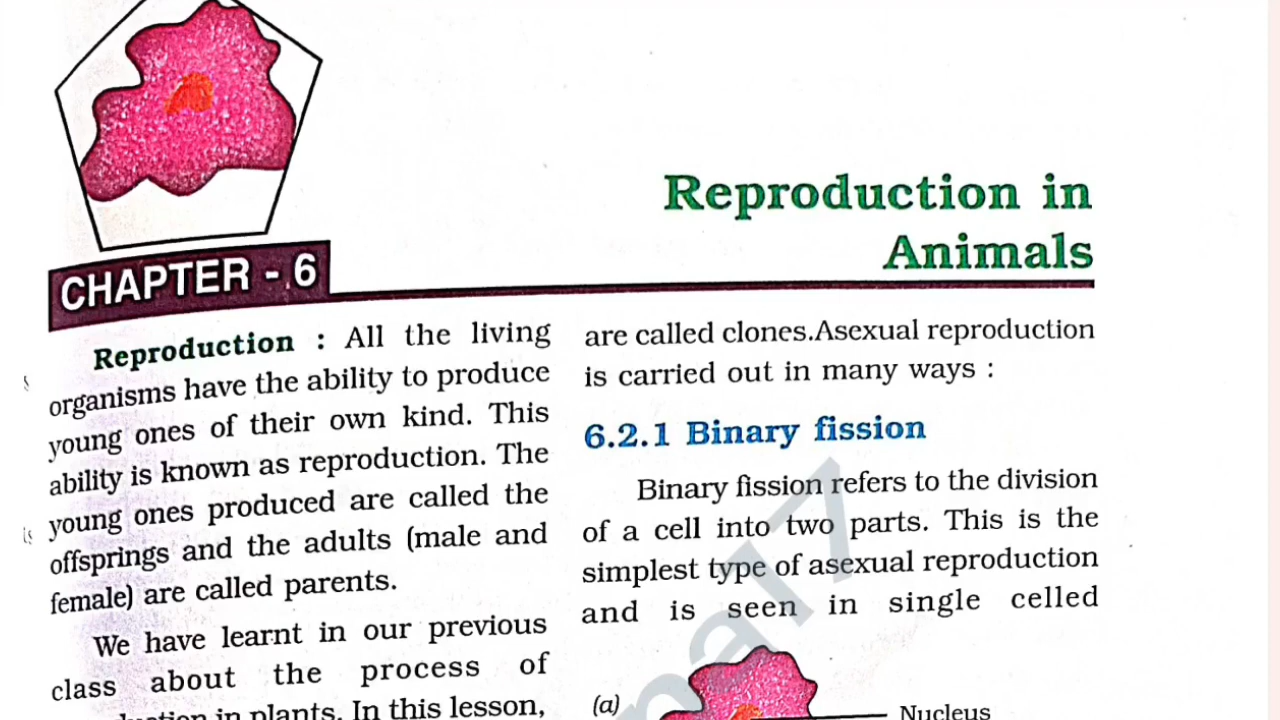 CHAPTER - 6
Reproduction in
Animals
Reproduction : All the living
organisms have the ability to produce
young ones of their own kind. This
ability is known as reproduction. The
young ones produced are called the
offsprings and the adults (male and
female) are called parents.
We have learnt in our previous
class about the process of
in plants. In this lesson,
are called clones.Asexual reproduction
is carried out in many ways :
6.2.1 Binary fission
Binary fission refers to the division
of a cell into two parts. This is the
simplest type of asexual reproduction
and is seen in single celled
(a)
Nucleus